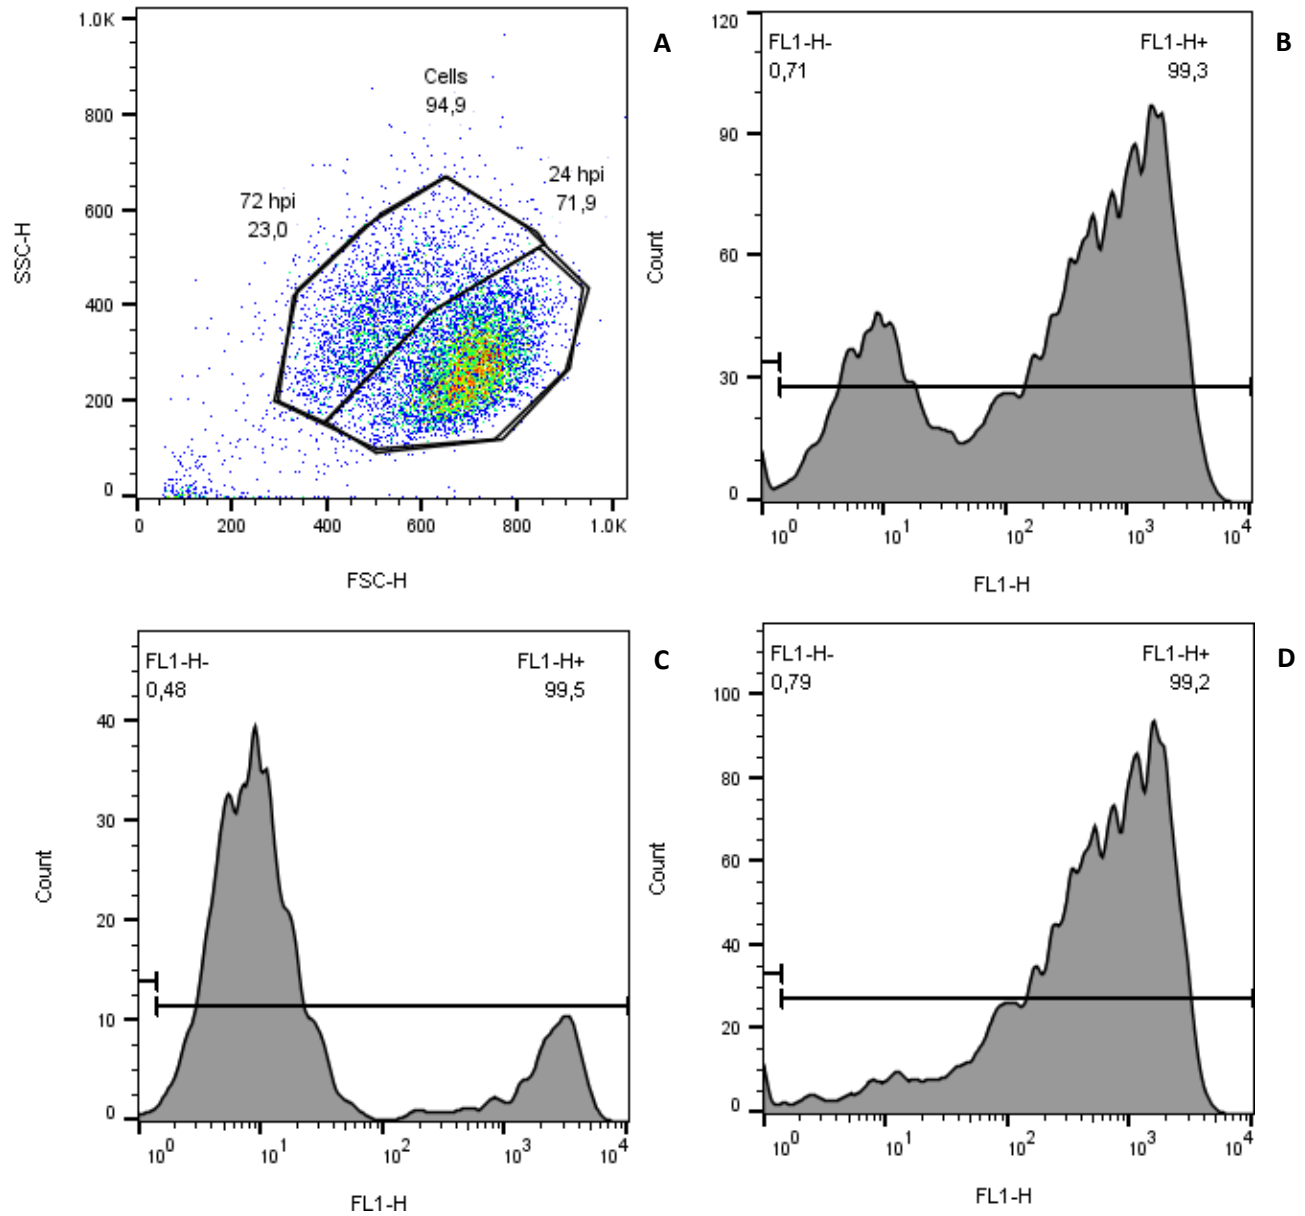 A
1.0K
800
600
400
200
0
SSC-H
Cells
94,9
24 hpi
71,9
72 hpi
23,0
0 200 400 600 800 1.0K
FSC-H
B
120
90
60
30
0
Count
FL1-H- FL1-H+
0,71 99,3
10^0 10^1 10^2 10^3 10^4
FL1-H
C
40
30
20
10
0
Count
FL1-H- FL1-H+
0,48 99,5
10^0 10^1 10^2 10^3 10^4
FL1-H
D
100
80
60
40
20
0
Count
FL1-H- FL1-H+
0,79 99,2
10^0 10^1 10^2 10^3 10^4
FL1-H